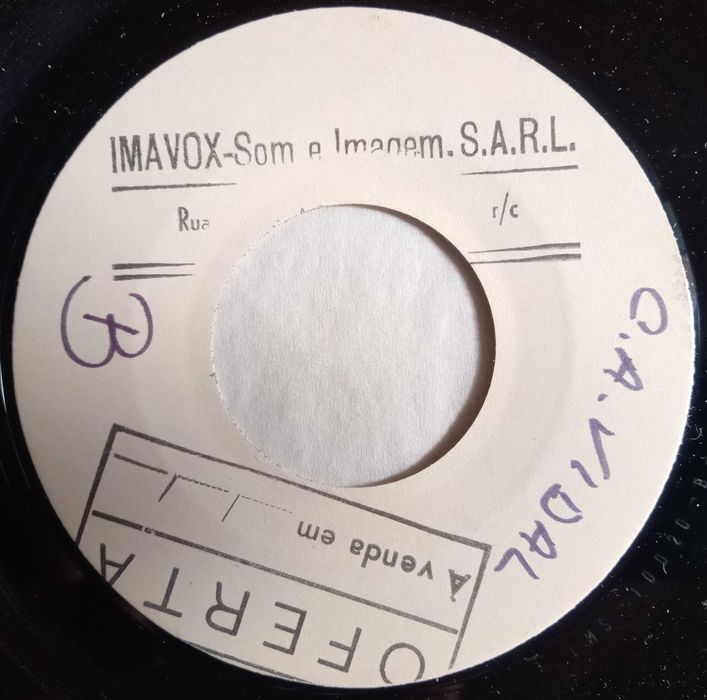 IMAVOX-Som e Imagem. S.A.R.L.
Rua r/c
B
C.A. VIDAL
OFERTA
À venda em